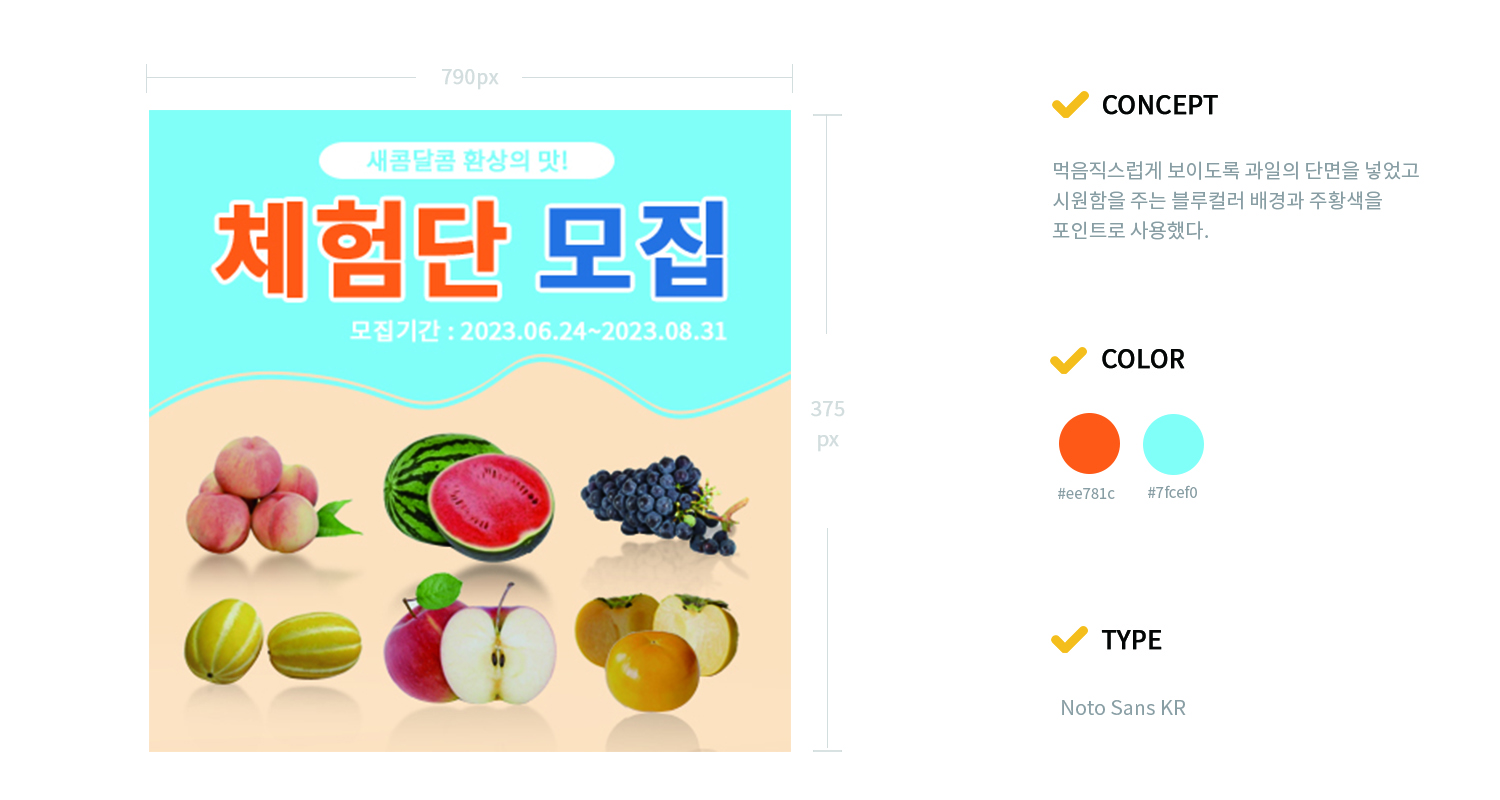 790px
새콤달콤 환상의 맛!
체험단 모집
모집기간 : 2023.06.24~2023.08.31
375
px
CONCEPT
먹음직스럽게 보이도록 과일의 단면을 넣었고
시원함을 주는 블루컬러 배경과 주황색을
포인트로 사용했다.
COLOR
#ee781c
#7fcef0
TYPE
Noto Sans KR